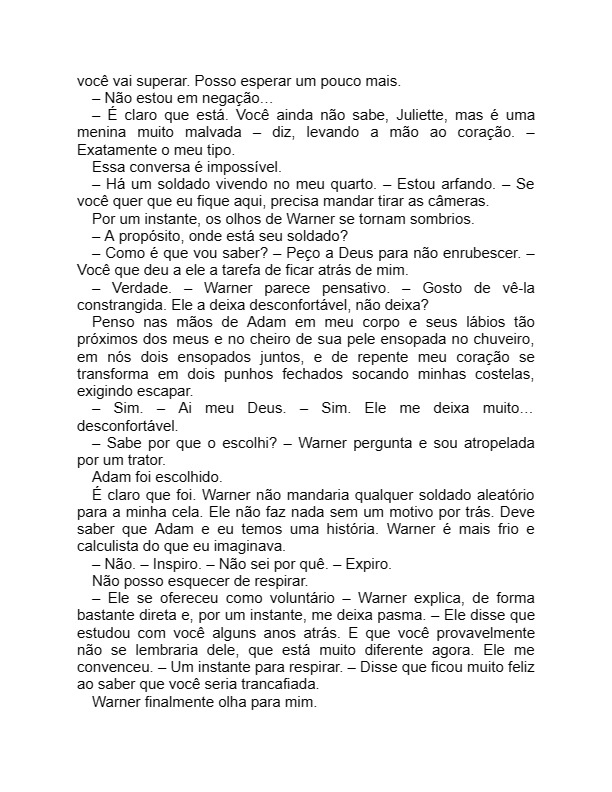 você vai superar. Posso esperar um pouco mais.
– Não estou em negação…
– É claro que está. Você ainda não sabe, Juliette, mas é uma
menina muito malvada – diz, levando a mão ao coração. –
Exatamente o meu tipo.
Essa conversa é impossível.
– Há um soldado vivendo no meu quarto. – Estou arfando. – Se
você quer que eu fique aqui, precisa mandar tirar as câmeras.
Por um instante, os olhos de Warner se tornam sombrios.
– A propósito, onde está seu soldado?
– Como é que vou saber? – Peço a Deus para não enrubescer. –
Você que deu a ele a tarefa de ficar atrás de mim.
– Verdade. – Warner parece pensativo. – Gosto de vê-la
constrangida. Ele a deixa desconfortável, não deixa?
Penso nas mãos de Adam em meu corpo e seus lábios tão
próximos dos meus e no cheiro de sua pele ensopada no chuveiro,
em nós dois ensopados juntos, e de repente meu coração se
transforma em dois punhos fechados socando minhas costelas,
exigindo escapar.
– Sim. – Ai meu Deus. – Sim. Ele me deixa muito…
desconfortável.
– Sabe por que o escolhi? – Warner pergunta e sou atropelada
por um trator.
Adam foi escolhido.
É claro que foi. Warner não mandaria qualquer soldado aleatório
para a minha cela. Ele não faz nada sem um motivo por trás. Deve
saber que Adam e eu temos uma história. Warner é mais frio e
calculista do que eu imaginava.
– Não. – Inspiro. – Não sei por quê. – Expiro.
Não posso esquecer de respirar.
– Ele se ofereceu como voluntário – Warner explica, de forma
bastante direta e, por um instante, me deixa pasma. – Ele disse que
estudou com você alguns anos atrás. E que você provavelmente
não se lembraria dele, que está muito diferente agora. Ele me
convenceu. – Um instante para respirar. – Disse que ficou muito feliz
ao saber que você seria trancafiada.
Warner finalmente olha para mim.